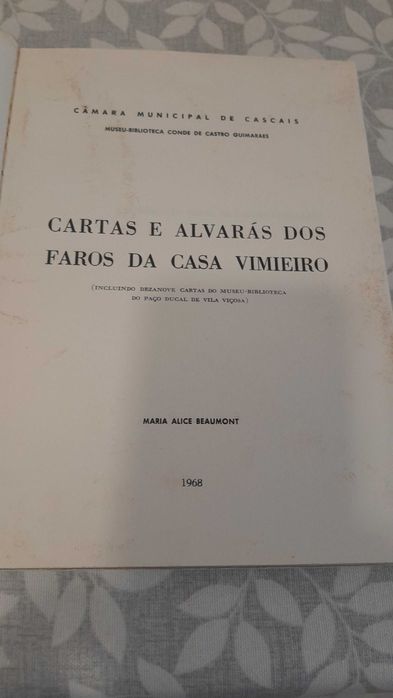 CÂMARA MUNICIPAL DE CASCAIS
MUSEU-BIBLIOTECA CONDE DE CASTRO GUIMARAES
CARTAS E ALVARÁS DOS
FAROS DA CASA VIMIEIRO
(INCLUINDO DEZANOVE CARTAS DO MUSEU-BIBLIOTECA
DO PAÇO DUCAL DE VILA VIÇOSA)
MARIA ALICE BEAUMONT
1968